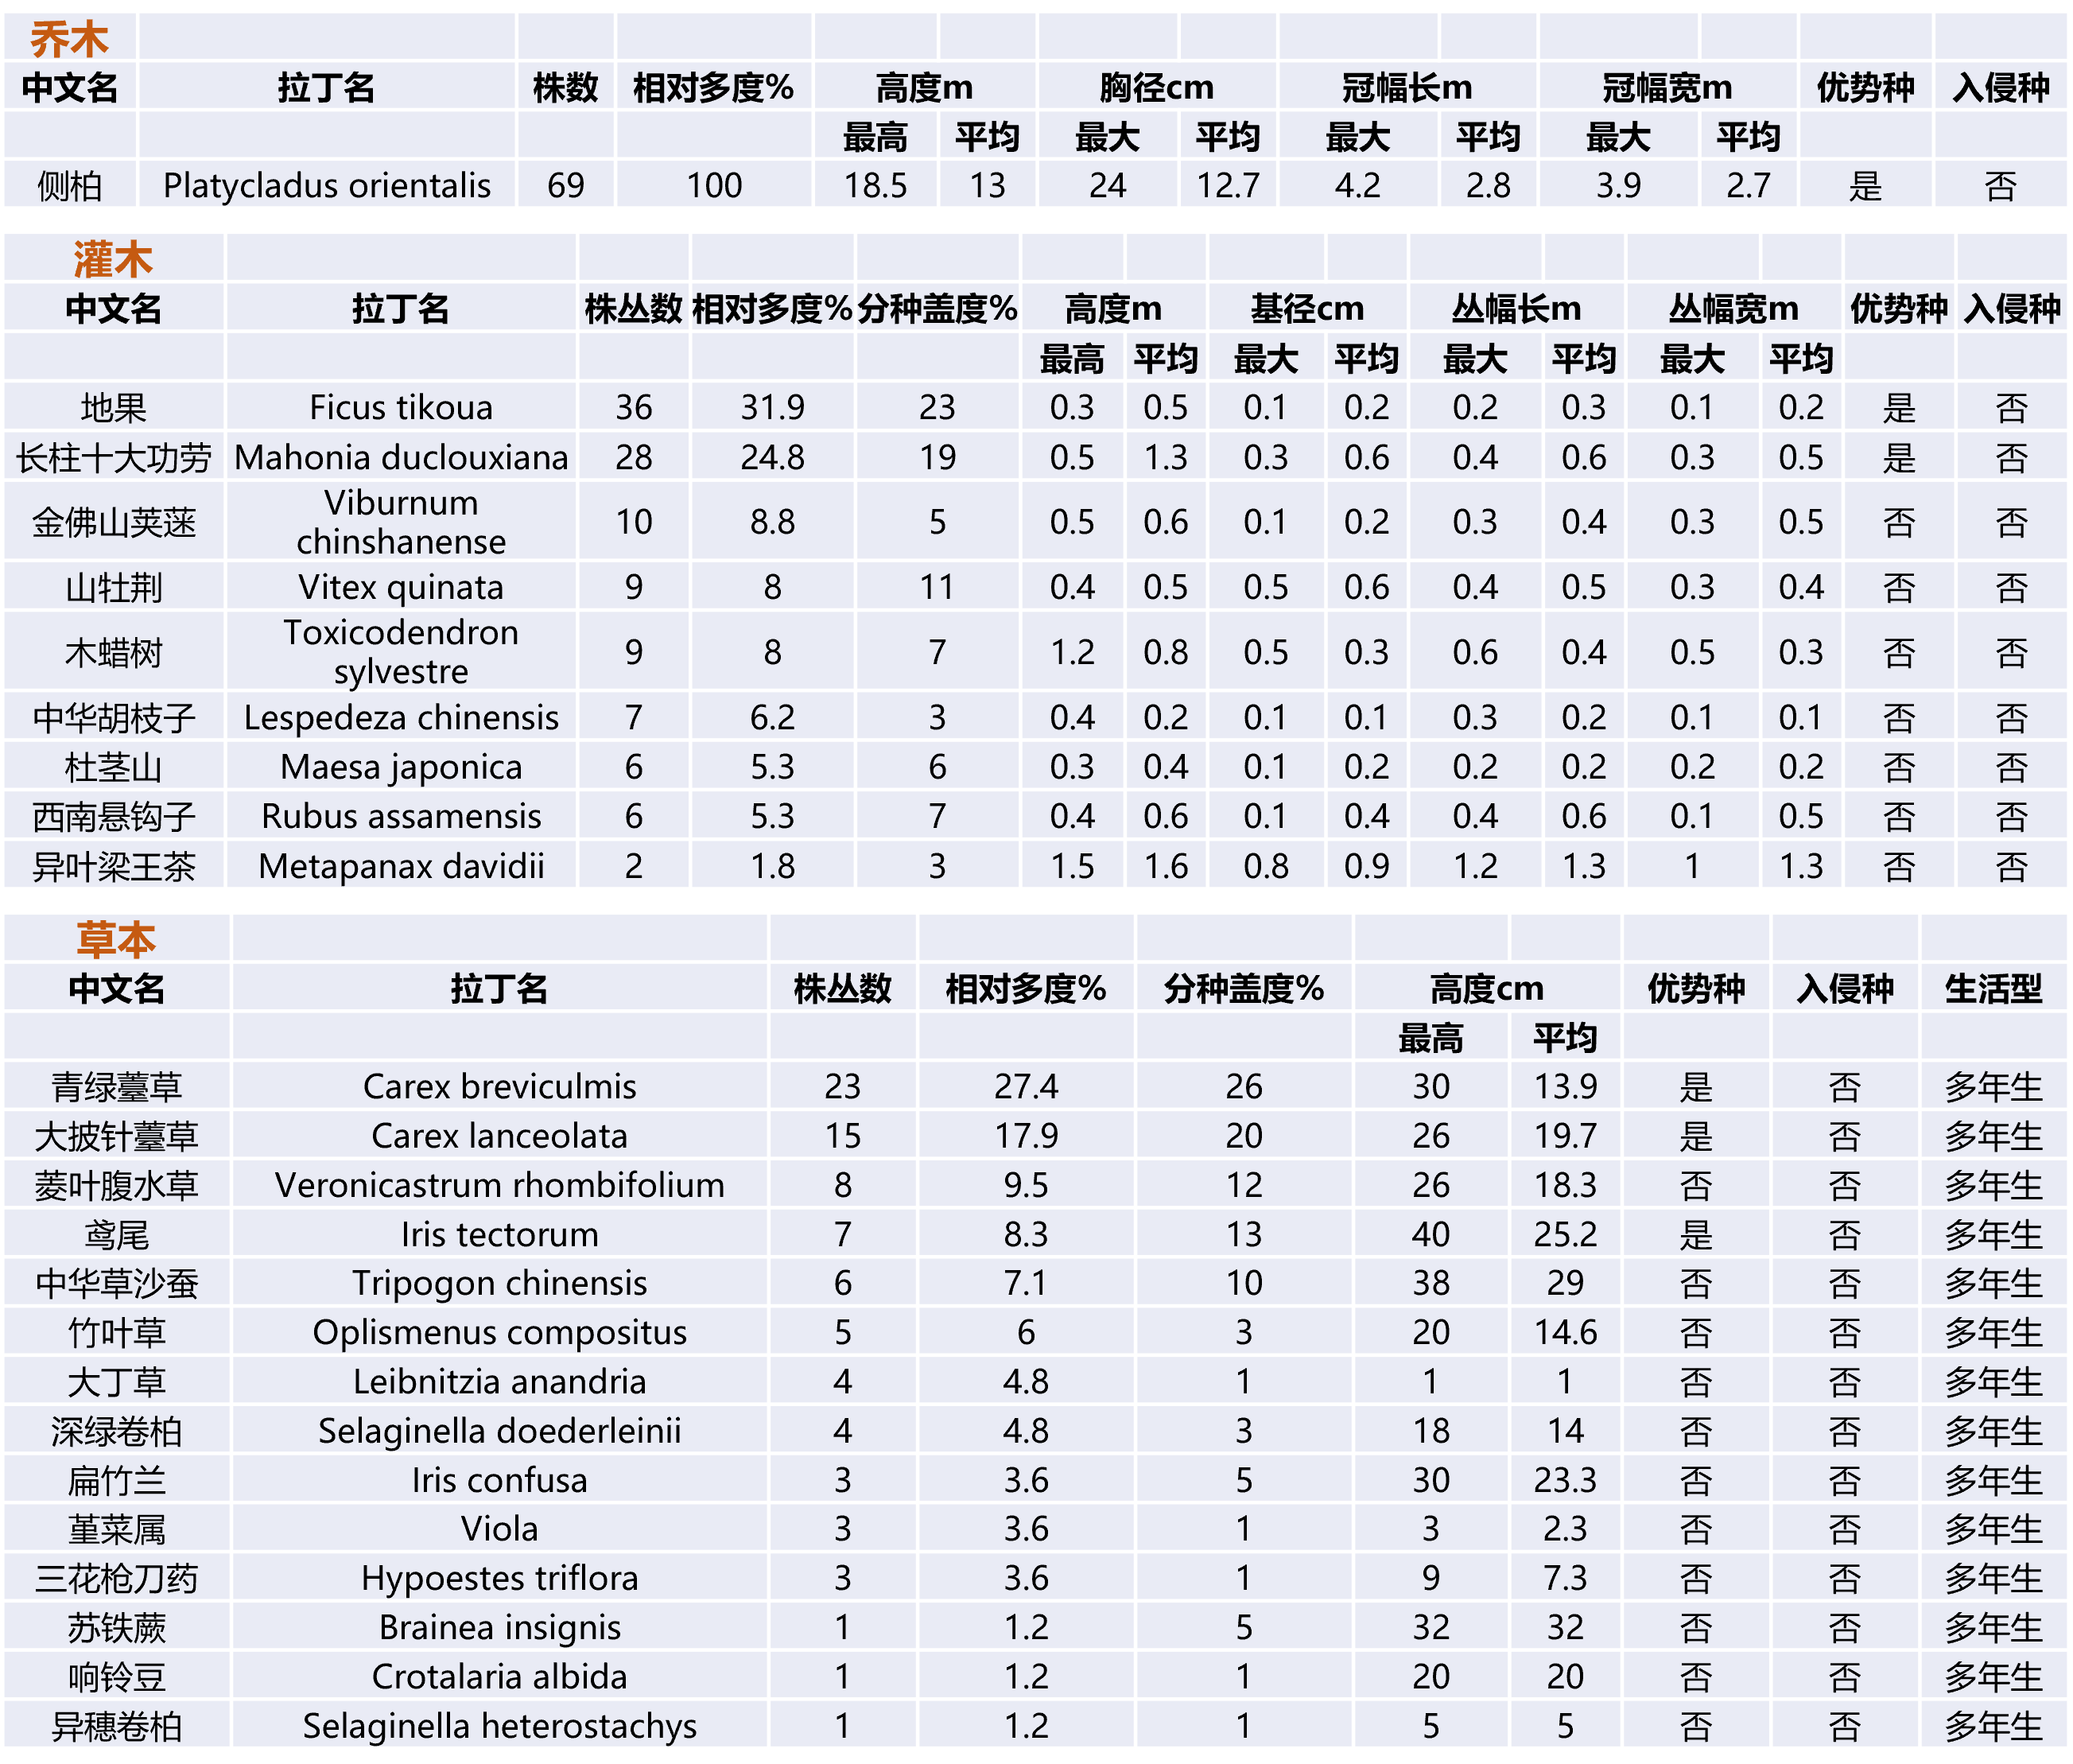 乔木
中文名 拉丁名 株数 相对多度% 高度m 胸径cm 冠幅长m 冠幅宽m 优势种 入侵种
最高 平均 最大 平均 最大 平均 最大 平均
侧柏 Platycladus orientalis 69 100 18.5 13 24 12.7 4.2 2.8 3.9 2.7 是 否
灌木
中文名 拉丁名 株丛数 相对多度% 分种盖度% 高度m 基径cm 丛幅长m 丛幅宽m 优势种 入侵种
最高 平均 最大 平均 最大 平均 最大 平均
地果 Ficus tikoua 36 31.9 23 0.3 0.5 0.1 0.2 0.2 0.3 0.1 0.2 是 否
长柱十大功劳 Mahonia duclouxiana 28 24.8 19 0.5 1.3 0.3 0.6 0.4 0.6 0.3 0.5 是 否
金佛山荚蒾 Viburnum chinshanense 10 8.8 5 0.5 0.6 0.1 0.2 0.3 0.4 0.3 0.5 否 否
山牡荆 Vitex quinata 9 8 11 0.4 0.5 0.5 0.6 0.4 0.5 0.3 0.4 否 否
木蜡树 Toxicodendron sylvestre 9 8 7 1.2 0.8 0.5 0.3 0.6 0.4 0.5 0.3 否 否
中华胡枝子 Lespedeza chinensis 7 6.2 3 0.4 0.2 0.1 0.1 0.3 0.2 0.1 0.1 否 否
杜茎山 Maesa japonica 6 5.3 6 0.3 0.4 0.1 0.2 0.2 0.2 0.2 0.2 否 否
西南悬钩子 Rubus assamensis 6 5.3 7 0.4 0.6 0.1 0.4 0.4 0.6 0.1 0.5 否 否
异叶梁王茶 Metapanax davidii 2 1.8 3 1.5 1.6 0.8 0.9 1.2 1.3 1 1.3 否 否
草本
中文名 拉丁名 株丛数 相对多度% 分种盖度% 高度cm 优势种 入侵种 生活型
最高 平均
青绿薹草 Carex breviculmis 23 27.4 26 30 13.9 是 否 多年生
大披针薹草 Carex lanceolata 15 17.9 20 26 19.7 是 否 多年生
菱叶腹水草 Veronicastrum rhombifolium 8 9.5 12 26 18.3 否 否 多年生
鸢尾 Iris tectorum 7 8.3 13 40 25.2 是 否 多年生
中华草沙蚕 Tripogon chinensis 6 7.1 10 38 29 否 否 多年生
竹叶草 Oplismenus compositus 5 6 3 20 14.6 否 否 多年生
大丁草 Leibnitzia anandria 4 4.8 1 1 1 否 否 多年生
深绿卷柏 Selaginella doederleinii 4 4.8 3 18 14 否 否 多年生
扁竹兰 Iris confusa 3 3.6 5 30 23.3 否 否 多年生
堇菜属 Viola 3 3.6 1 3 2.3 否 否 多年生
三花枪刀药 Hypoestes triflora 3 3.6 1 9 7.3 否 否 多年生
苏铁蕨 Brainea insignis 1 1.2 5 32 32 否 否 多年生
响铃豆 Crotalaria albida 1 1.2 1 20 20 否 否 多年生
异穗卷柏 Selaginella heterostachys 1 1.2 1 5 5 否 否 多年生